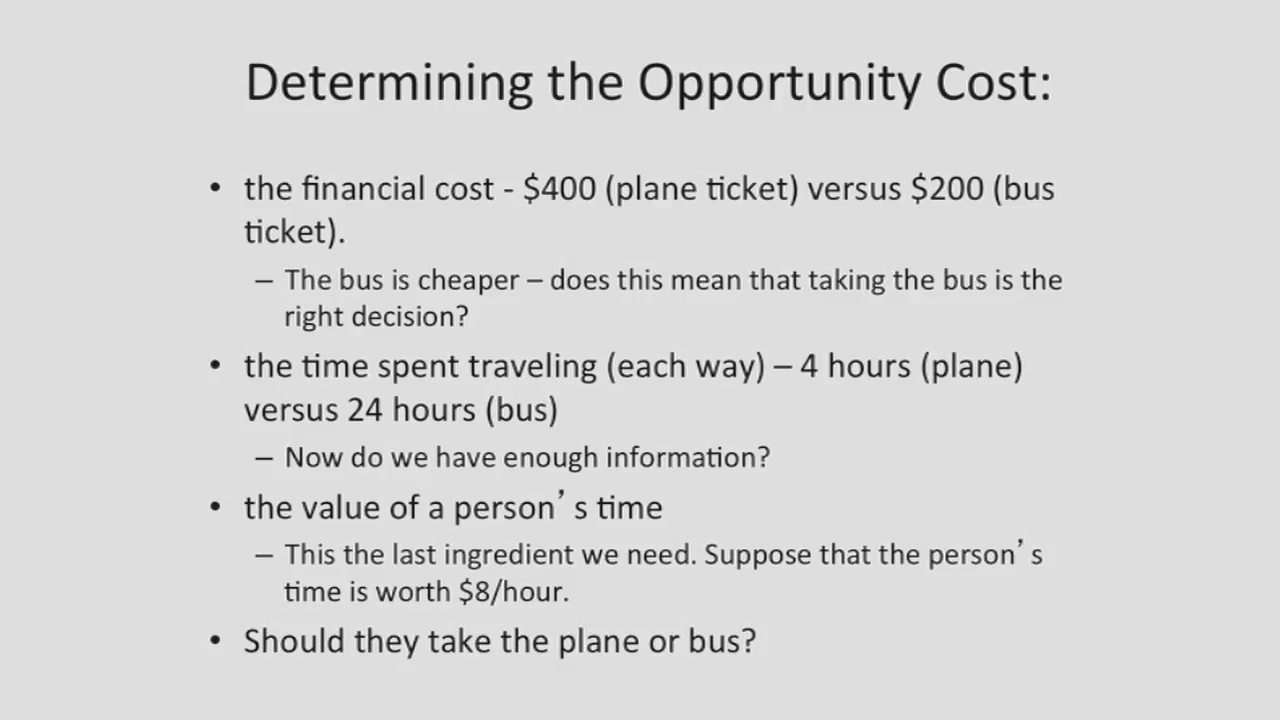 Determining the Opportunity Cost:
• the financial cost - $400 (plane ticket) versus $200 (bus
ticket).
– The bus is cheaper – does this mean that taking the bus is the
right decision?
• the time spent traveling (each way) – 4 hours (plane)
versus 24 hours (bus)
– Now do we have enough information?
• the value of a person’ s time
– This the last ingredient we need. Suppose that the person’ s
time is worth $8/hour.
• Should they take the plane or bus?